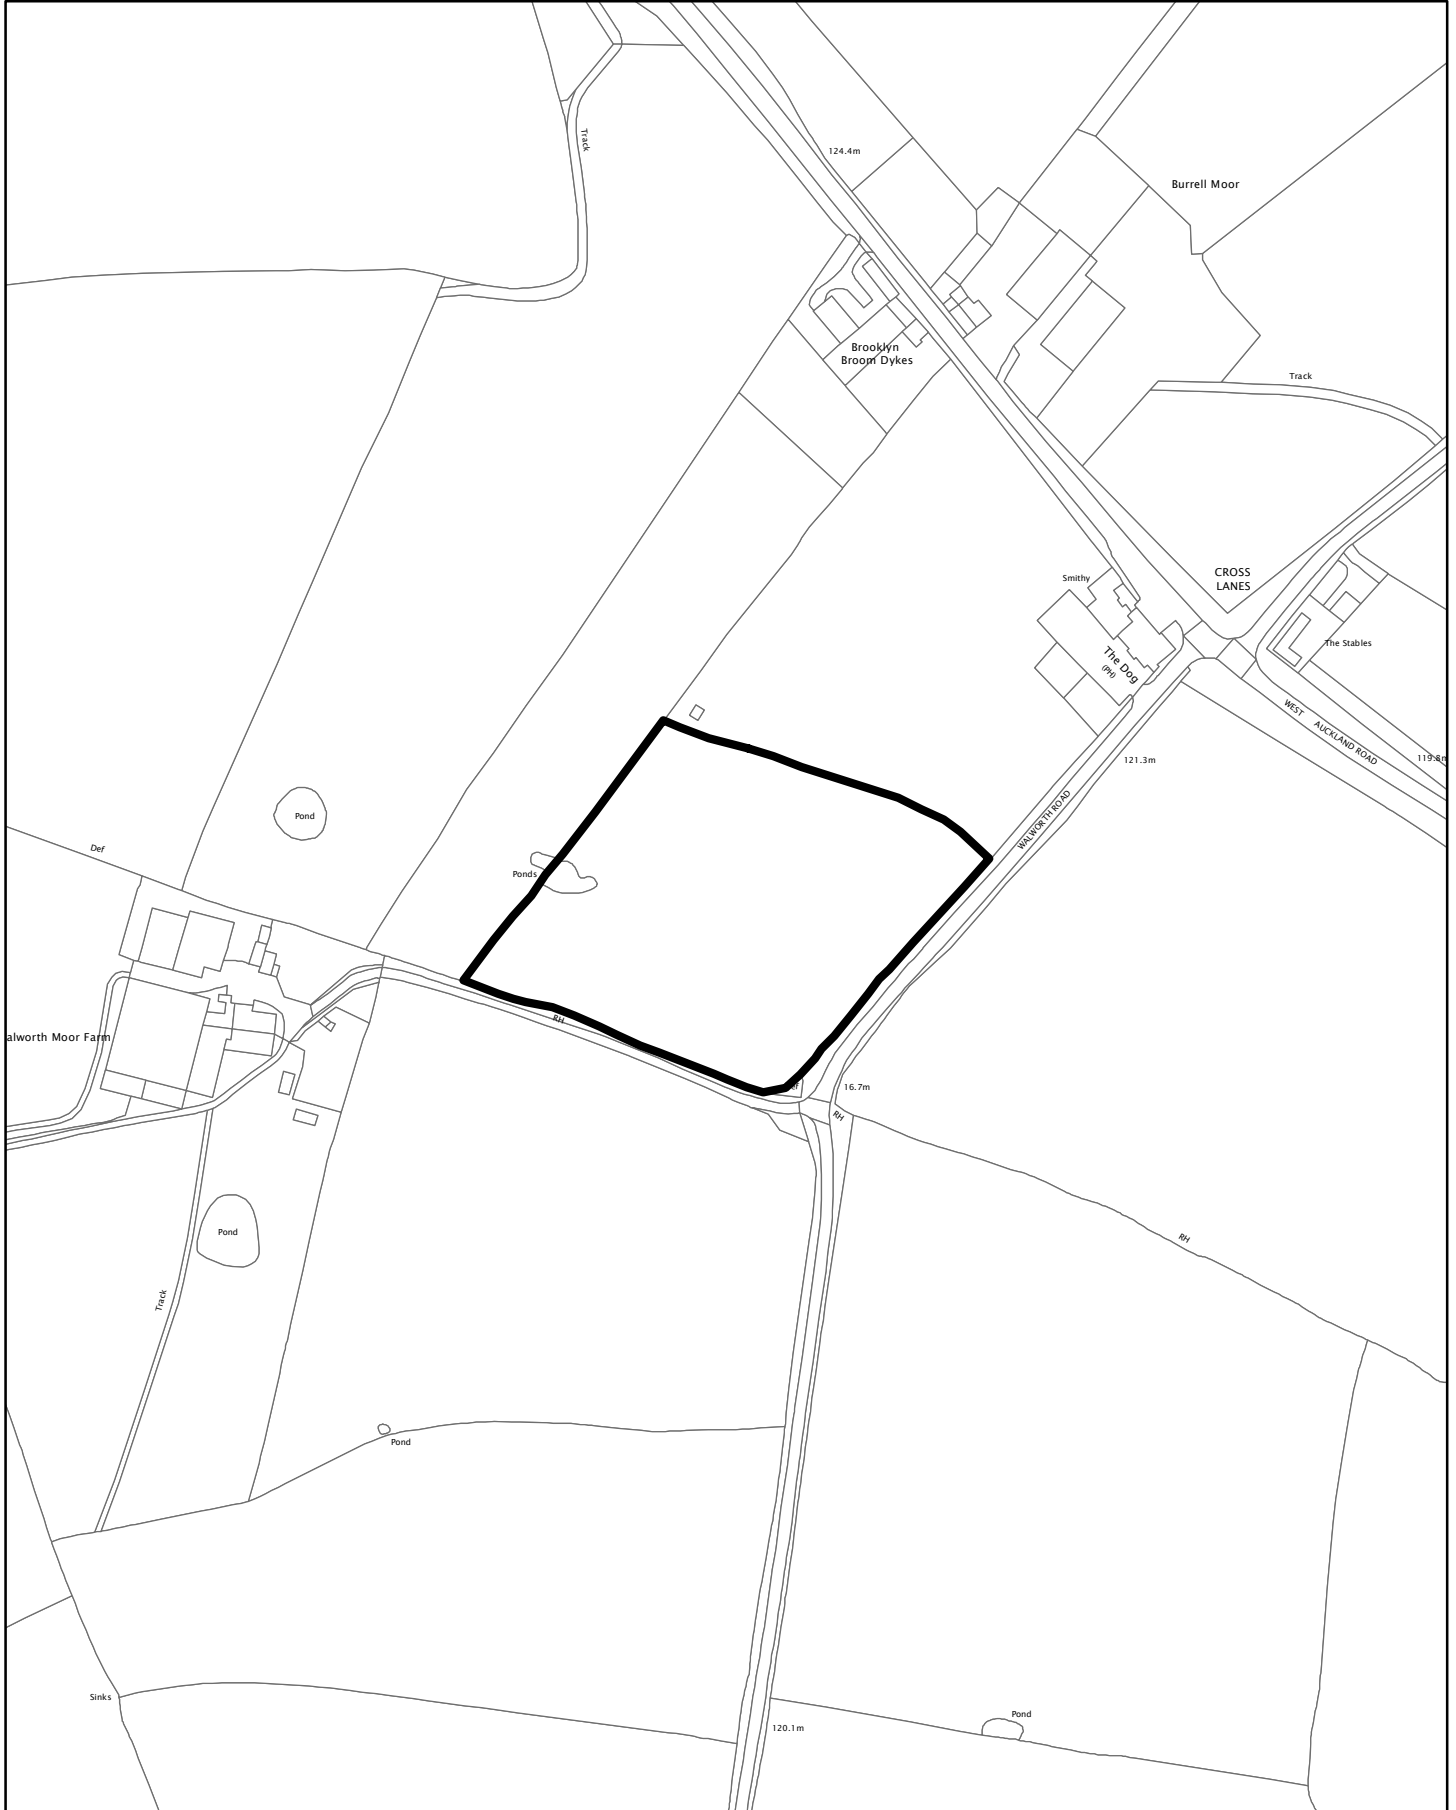 Track
124.4m
Burrell Moor
Brooklyn
Broom Dykes
Track
CROSS
LANES
Smithy
The Stables
The Dog
(PH)
WEST AUCKLAND ROAD
119.8m
121.3m
WALWORTH ROAD
Pond
Def
Ponds
RH
alworth Moor Farm
16.7m
RH
Pond
RH
Track
Pond
Sinks
Pond
120.1m